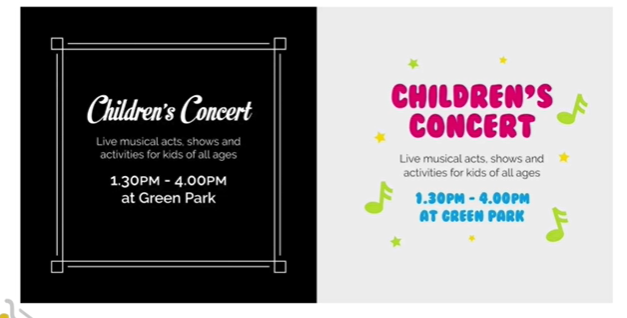 Children's Concert
Live musical acts, shows and
activities for kids of all ages
1.30PM - 4.00PM
at Green Park
CHILDREN'S
CONCERT
Live musical acts, shows and
activities for kids of all ages
1.30PM - 4.00PM
AT GREEN PARK